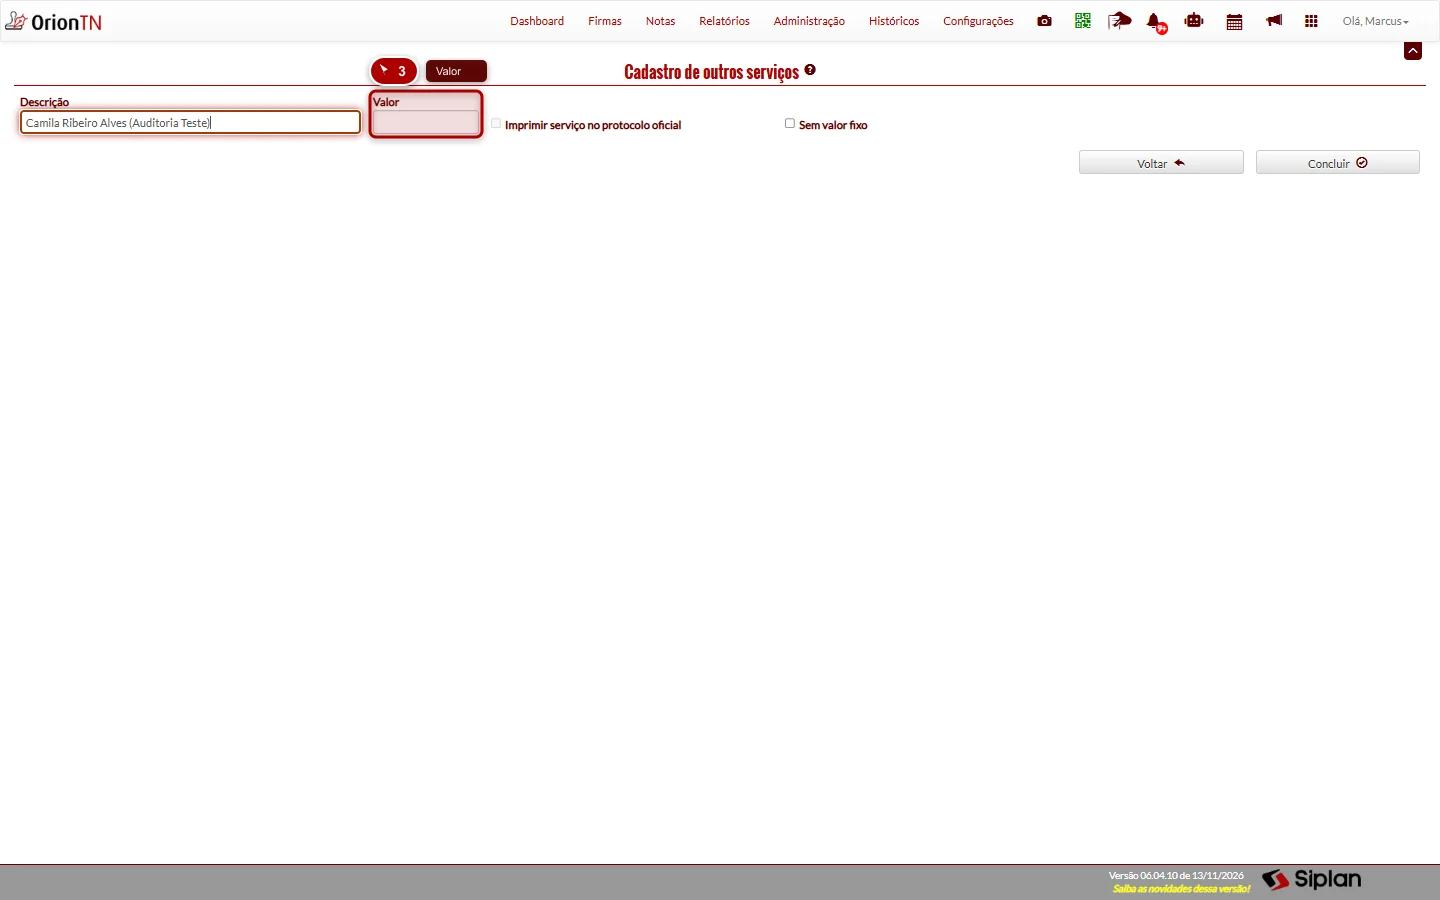 OrionTN
Dashboard Firmas Notas Relatórios Administração Históricos Configurações 9+ Olá, Marcus
3 Valor
Cadastro de outros serviços ?
Descrição Valor
Camila Ribeiro Alves (Auditoria Teste) Imprimir serviço no protocolo oficial Sem valor fixo
Voltar Concluir
Versão 06.04.10 de 13/11/2026
Saiba as novidades dessa versão!
Siplan